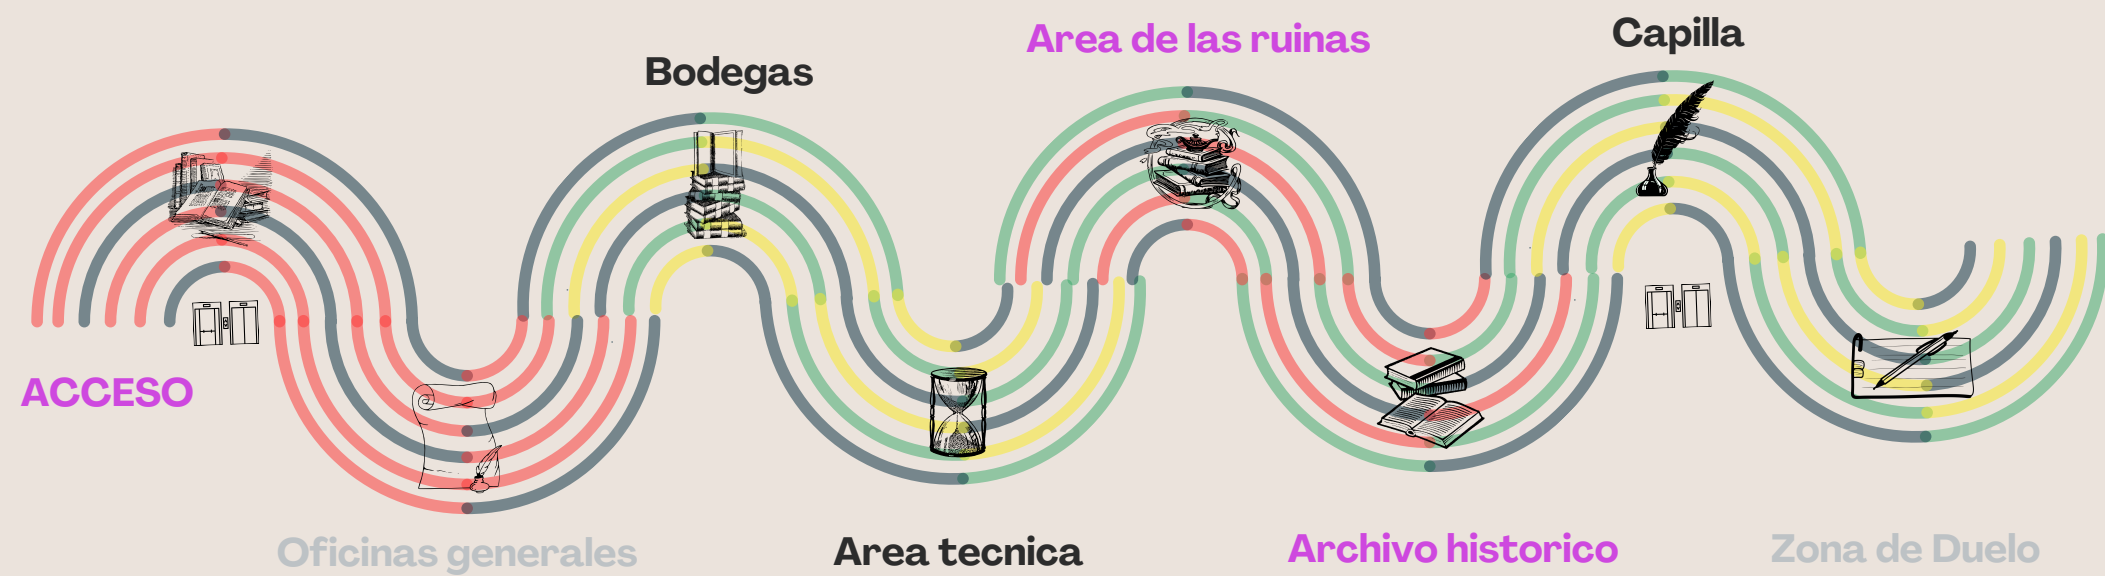 ACCESO
Oficinas generales
Bodegas
Area tecnica
Area de las ruinas
Archivo historico
Capilla
Zona de Duelo